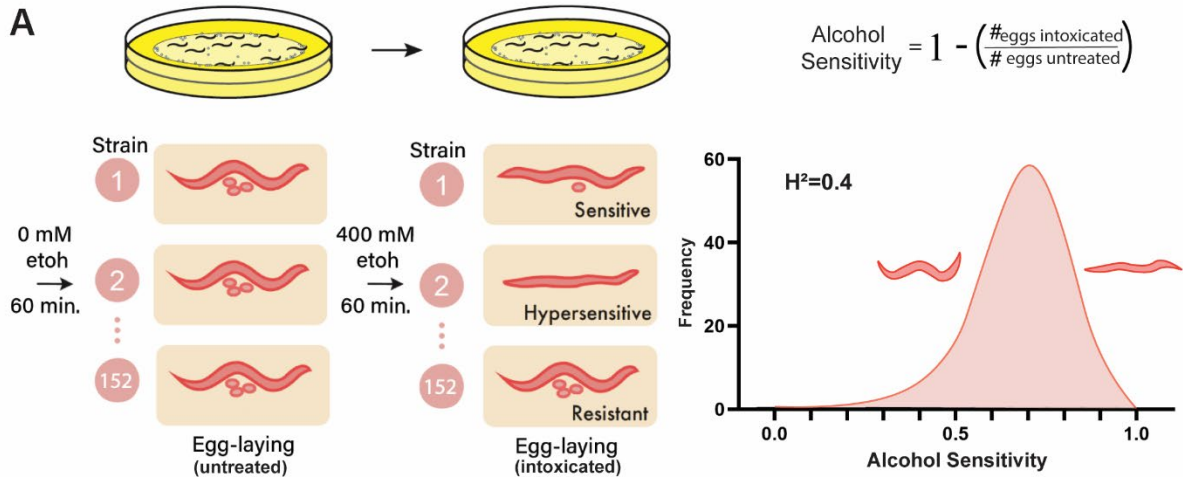 A
Alcohol Sensitivity = 1 - (#eggs intoxicated / # eggs untreated)
Strain
1
2
152
0 mM
etoh
60 min.
Egg-laying
(untreated)
Strain
1
Sensitive
400 mM
etoh
60 min.
2
Hypersensitive
152
Resistant
Egg-laying
(intoxicated)
H²=0.4
Frequency
60
40
20
0
0.0 0.5 1.0
Alcohol Sensitivity